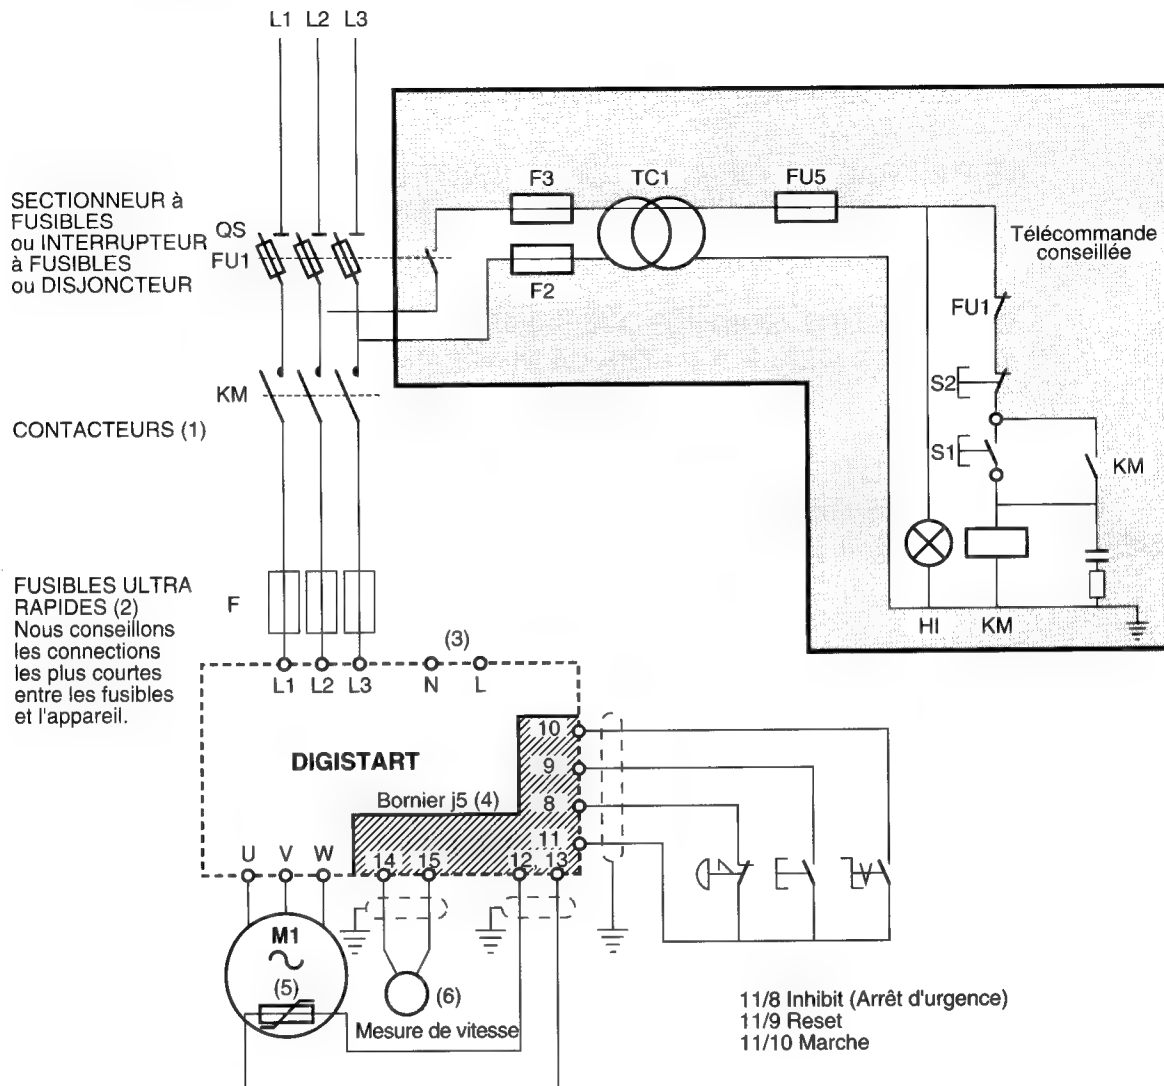 L1 L2 L3
SECTIONNEUR à
FUSIBLES
ou INTERRUPTEUR
à FUSIBLES
ou DISJONCTEUR
QS
FU1
F3
TC1
FU5
F2
Télécommande
conseillée
FU1
S2
S1
KM
KM
CONTACTEURS (1)
HI
KM
FUSIBLES ULTRA
RAPIDES (2)
Nous conseillons
les connections
les plus courtes
entre les fusibles
et l'appareil.
F
(3)
L1 L2 L3 N L
DIGISTART
Bornier j5 (4)
10
9
8
11
14 15 12 13
U V W
M1
(5)
(6)
Mesure de vitesse
11/8 Inhibit (Arrêt d'urgence)
11/9 Reset
11/10 Marche